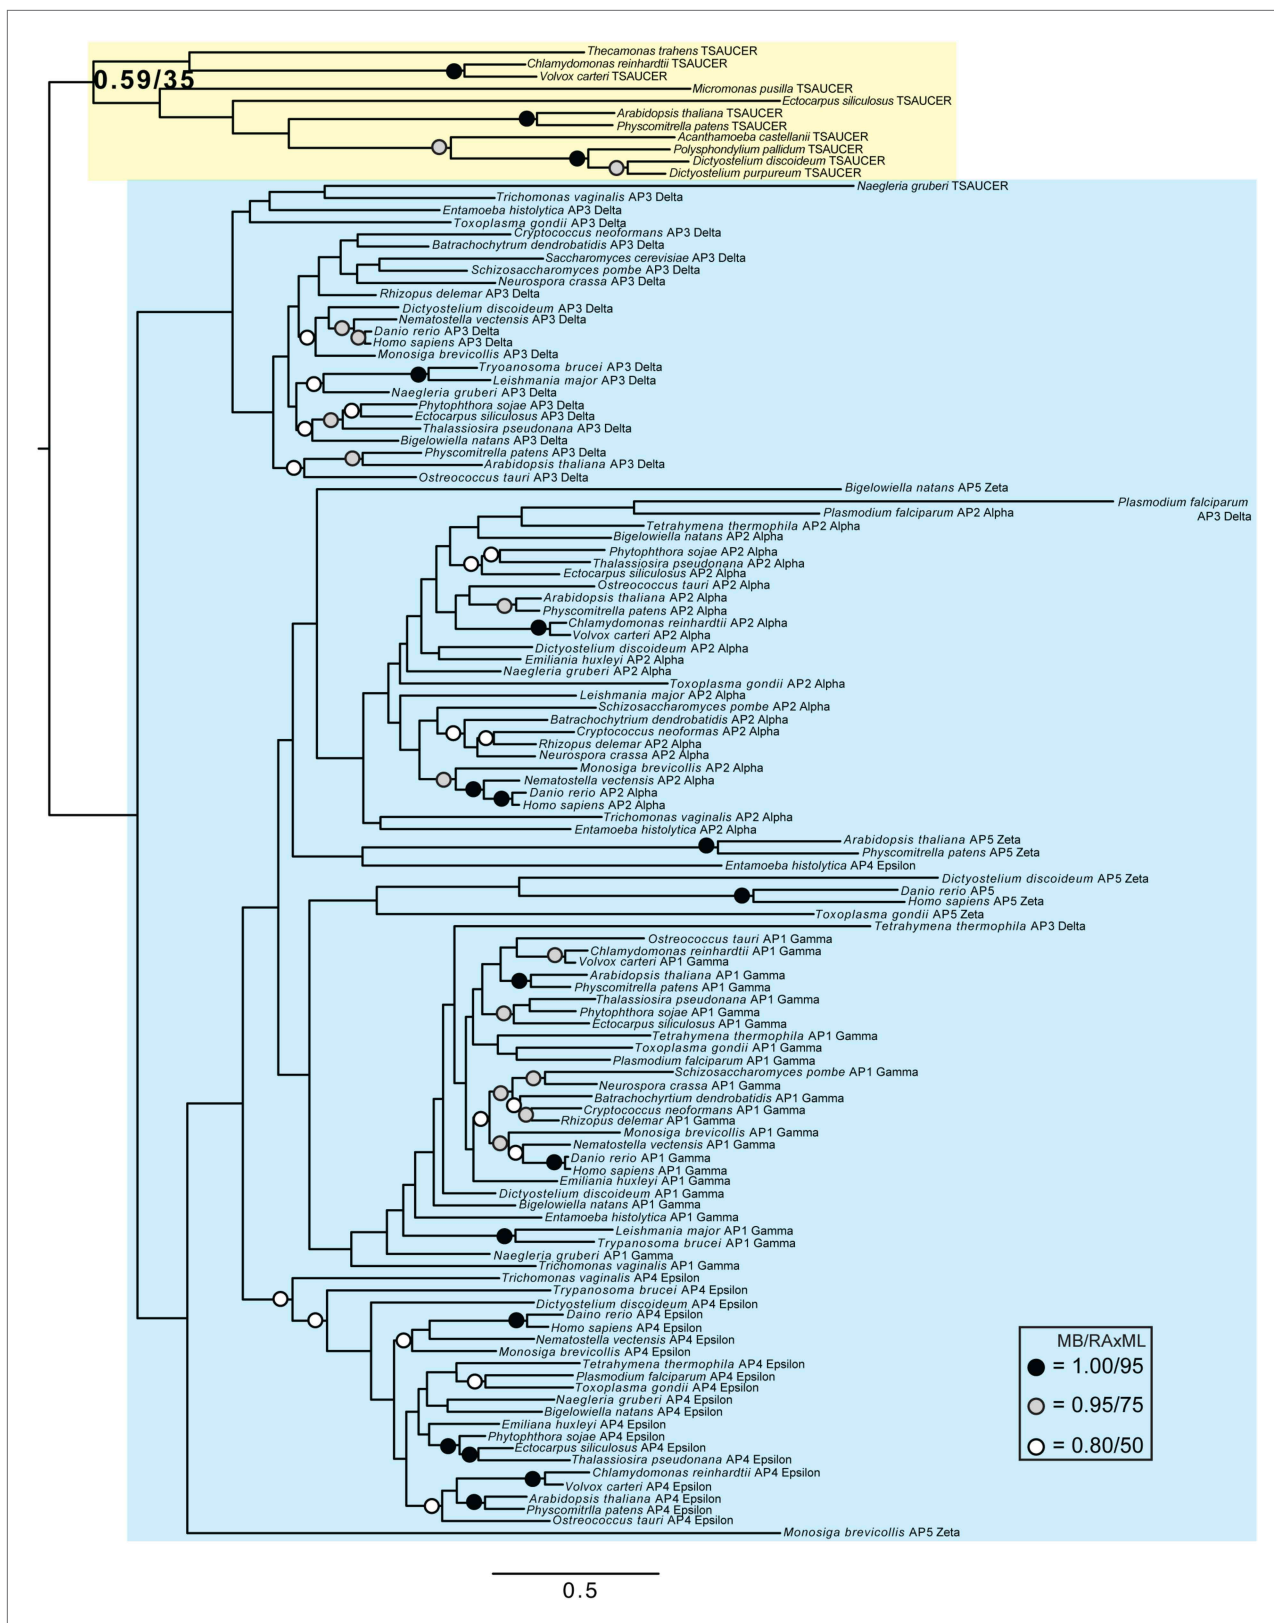 Thecamonas trahens TSAUCER
Chlamydomonas reinhardtii TSAUCER
0.59/35
Volvox carteri TSAUCER
Micromonas pusilla TSAUCER
Ectocarpus siliculosus TSAUCER
Arabidopsis thaliana TSAUCER
Physcomitrella patens TSAUCER
Acanthamoeba castellanii TSAUCER
Polysphondylium pallidum TSAUCER
Dictyostelium discoideum TSAUCER
Dictyostelium purpureum TSAUCER
Naegleria gruberi TSAUCER
Trichomonas vaginalis AP3 Delta
Entamoeba histolytica AP3 Delta
Toxoplasma gondii AP3 Delta
Cryptococcus neoformans AP3 Delta
Batrachochytrum dendrobatidis AP3 Delta
Saccharomyces cerevisiae AP3 Delta
Schizosaccharomyces pombe AP3 Delta
Neurospora crassa AP3 Delta
Rhizopus delemar AP3 Delta
Dictyostelium discoideum AP3 Delta
Nematostella vectensis AP3 Delta
Danio rerio AP3 Delta
Homo sapiens AP3 Delta
Monosiga brevicollis AP3 Delta
Tryoanosoma brucei AP3 Delta
Leishmania major AP3 Delta
Naegleria gruberi AP3 Delta
Phytophthora sojae AP3 Delta
Ectocarpus siliculosus AP3 Delta
Thalassiosira pseudonana AP3 Delta
Bigelowiella natans AP3 Delta
Physcomitrella patens AP3 Delta
Arabidopsis thaliana AP3 Delta
Ostreococcus tauri AP3 Delta
Bigelowiella natans AP5 Zeta
Plasmodium falciparum
AP3 Delta
Plasmodium falciparum AP2 Alpha
Tetrahymena thermophila AP2 Alpha
Bigelowiella natans AP2 Alpha
Phytophthora sojae AP2 Alpha
Thalassiosira pseudonana AP2 Alpha
Ectocarpus siliculosus AP2 Alpha
Ostreococcus tauri AP2 Alpha
Arabidopsis thaliana AP2 Alpha
Physcomitrella patens AP2 Alpha
Chlamydomonas reinhardtii AP2 Alpha
Volvox carteri AP2 Alpha
Dictyostelium discoideum AP2 Alpha
Emiliania huxleyi AP2 Alpha
Naegleria gruberi AP2 Alpha
Toxoplasma gondii AP2 Alpha
Leishmania major AP2 Alpha
Schizosaccharomyces pombe AP2 Alpha
Batrachochytrium dendrobatidis AP2 Alpha
Cryptococcus neoformas AP2 Alpha
Rhizopus delemar AP2 Alpha
Neurospora crassa AP2 Alpha
Monosiga brevicollis AP2 Alpha
Nematostella vectensis AP2 Alpha
Danio rerio AP2 Alpha
Homo sapiens AP2 Alpha
Trichomonas vaginalis AP2 Alpha
Entamoeba histolytica AP2 Alpha
Arabidopsis thaliana AP5 Zeta
Physcomitrella patens AP5 Zeta
Entamoeba histolytica AP4 Epsilon
Dictyostelium discoideum AP5 Zeta
Danio rerio AP5
Homo sapiens AP5 Zeta
Toxoplasma gondii AP5 Zeta
Tetrahymena thermophila AP3 Delta
Ostreococcus tauri AP1 Gamma
Chlamydomonas reinhardtii AP1 Gamma
Volvox carteri AP1 Gamma
Arabidopsis thaliana AP1 Gamma
Physcomitrella patens AP1 Gamma
Thalassiosira pseudonana AP1 Gamma
Phytophthora sojae AP1 Gamma
Ectocarpus siliculosus AP1 Gamma
Tetrahymena thermophila AP1 Gamma
Toxoplasma gondii AP1 Gamma
Plasmodium falciparum AP1 Gamma
Schizosaccharomyces pombe AP1 Gamma
Neurospora crassa AP1 Gamma
Batrachoyrtium dendrobatidis AP1 Gamma
Cryptococcus neoformans AP1 Gamma
Rhizopus delemar AP1 Gamma
Monosiga brevicollis AP1 Gamma
Nematostella vectensis AP1 Gamma
Danio rerio AP1 Gamma
Homo sapiens AP1 Gamma
Emiliania huxleyi AP1 Gamma
Dictyostelium discoideum AP1 Gamma
Bigelowiella natans AP1 Gamma
Entamoeba histolytica AP1 Gamma
Leishmania major AP1 Gamma
Trypanosoma brucei AP1 Gamma
Naegleria gruberi AP1 Gamma
Trichomonas vaginalis AP1 Gamma
Trichomonas vaginalis AP4 Epsilon
Trypanosoma brucei AP4 Epsilon
Dictyostelium discoideum AP4 Epsilon
Daino rerio AP4 Epsilon
Homo sapiens AP4 Epsilon
Nematostella vectensis AP4 Epsilon
Monosiga brevicollis AP4 Epsilon
Tetrahymena thermophila AP4 Epsilon
Plasmodium falciparum AP4 Epsilon
Toxoplasma gondii AP4 Epsilon
Naegleria gruberi AP4 Epsilon
Bigelowiella natans AP4 Epsilon
Emiliana huxleyi AP4 Epsilon
Phytophthora sojae AP4 Epsilon
Ectocarpus siliculosus AP4 Epsilon
Thalassiosira pseudonana AP4 Epsilon
Chlamydomonas reinhardtii AP4 Epsilon
Volvox carteri AP4 Epsilon
Arabidopsis thaliana AP4 Epsilon
Physcomitrlla patens AP4 Epsilon
Ostreococcus tauri AP4 Epsilon
Monosiga brevicollis AP5 Zeta
MB/RAxML
= 1.00/95
= 0.95/75
= 0.80/50
0.5